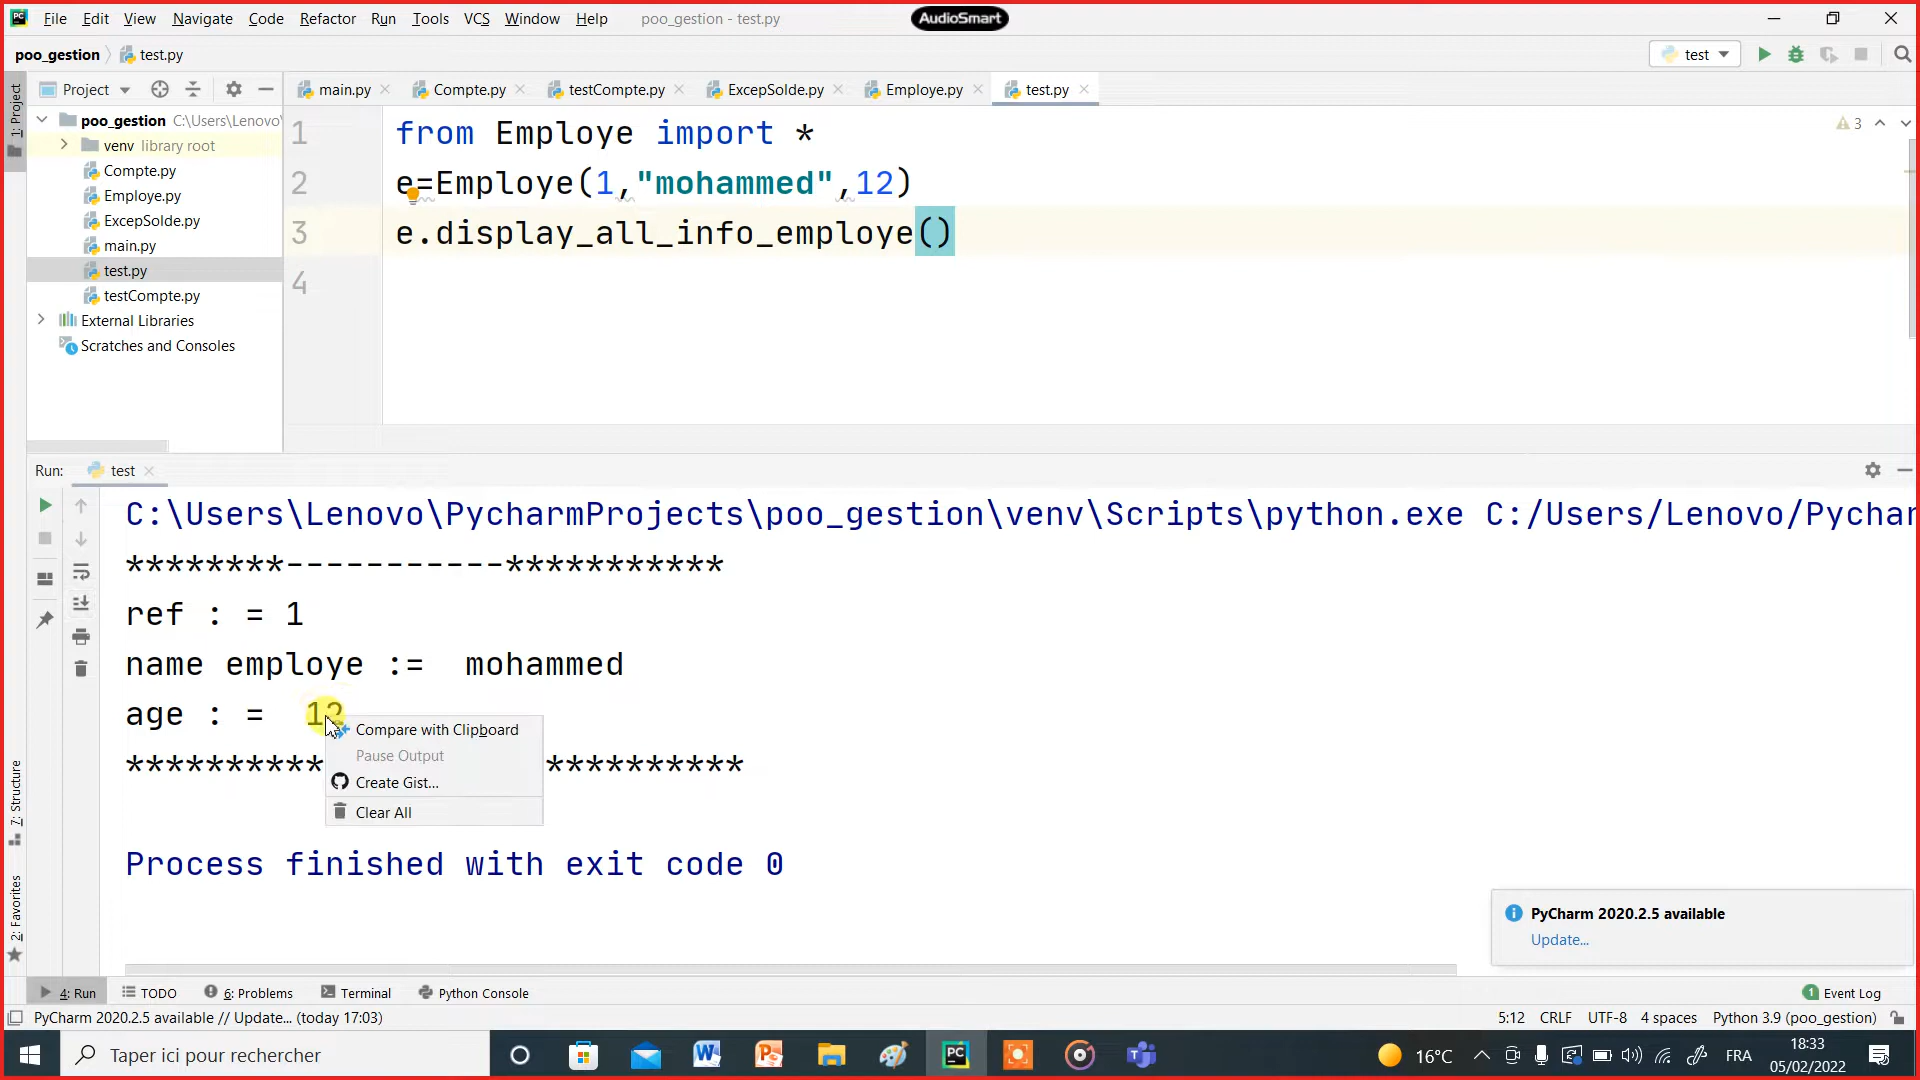 File Edit View Navigate Code Refactor Run Tools VCS Window Help poo_gestion - test.py AudioSmart
poo_gestion test.py test
1: Project
Project main.py Compte.py testCompte.py ExcepSolde.py Employe.py test.py
poo_gestion C:\Users\Lenovo\
venv library root
Compte.py
Employe.py
ExcepSolde.py
main.py
test.py
testCompte.py
External Libraries
Scratches and Consoles
1 from Employe import *
2 e=Employe(1,"mohammed",12)
3 e.display_all_info_employe()
4
3
Run: test
C:\Users\Lenovo\PycharmProjects\poo_gestion\venv\Scripts\python.exe C:/Users/Lenovo/Pychar
********-----------***********
ref : = 1
name employe := mohammed
age : = 12
********** **********
Compare with Clipboard
Pause Output
Create Gist...
Clear All
Process finished with exit code 0
7: Structure
2: Favorites
PyCharm 2020.2.5 available
Update...
4: Run TODO 6: Problems Terminal Python Console 1 Event Log
PyCharm 2020.2.5 available // Update... (today 17:03) 5:12 CRLF UTF-8 4 spaces Python 3.9 (poo_gestion)
Taper ici pour rechercher 16°C FRA 18:33
05/02/2022